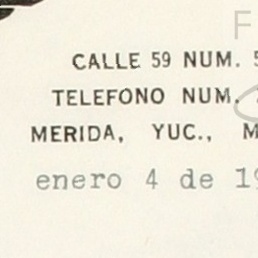 F
CALLE 59 NUM.
TELEFONO NUM.
MERIDA, YUC.,
enero 4 de